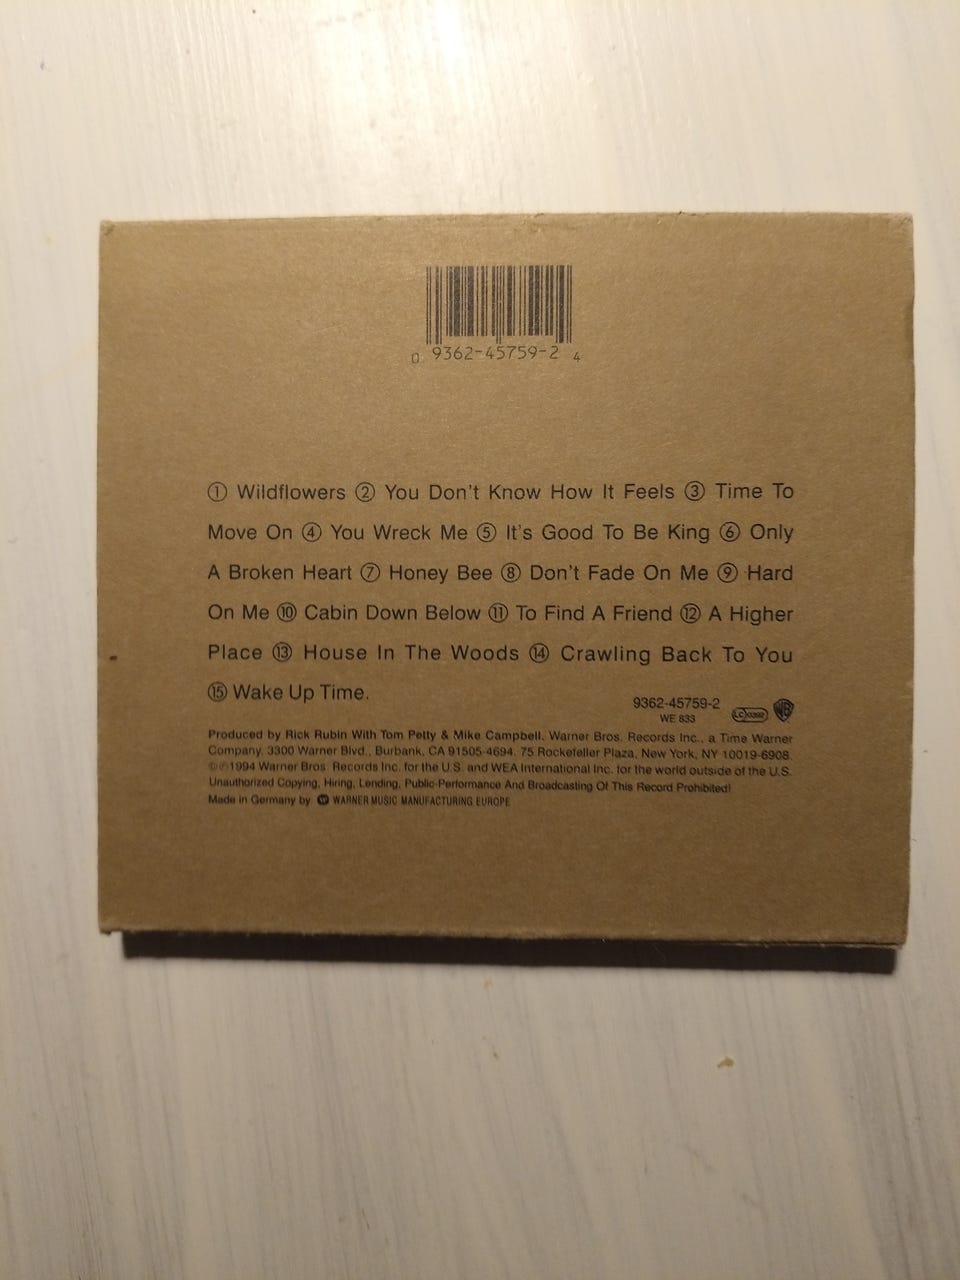 0 9362-45759-2 4
① Wildflowers ② You Don't Know How It Feels ③ Time To
Move On ④ You Wreck Me ⑤ It's Good To Be King ⑥ Only
A Broken Heart ⑦ Honey Bee ⑧ Don't Fade On Me ⑨ Hard
On Me ⑩ Cabin Down Below ⑪ To Find A Friend ⑫ A Higher
Place ⑬ House In The Woods ⑭ Crawling Back To You
⑮ Wake Up Time.
9362-45759-2
WE 833
LC 0392
WB
Produced by Rick Rubin With Tom Petty & Mike Campbell. Warner Bros. Records Inc., a Time Warner
Company, 3300 Warner Blvd., Burbank, CA 91505-4694. 75 Rockefeller Plaza, New York, NY 10019-6908.
©℗1994 Warner Bros. Records Inc. for the U.S. and WEA International Inc. for the world outside of the U.S.
Unauthorized Copying, Hiring, Lending, Public-Performance And Broadcasting Of This Record Prohibited!
Made in Germany by WARNER MUSIC MANUFACTURING EUROPE